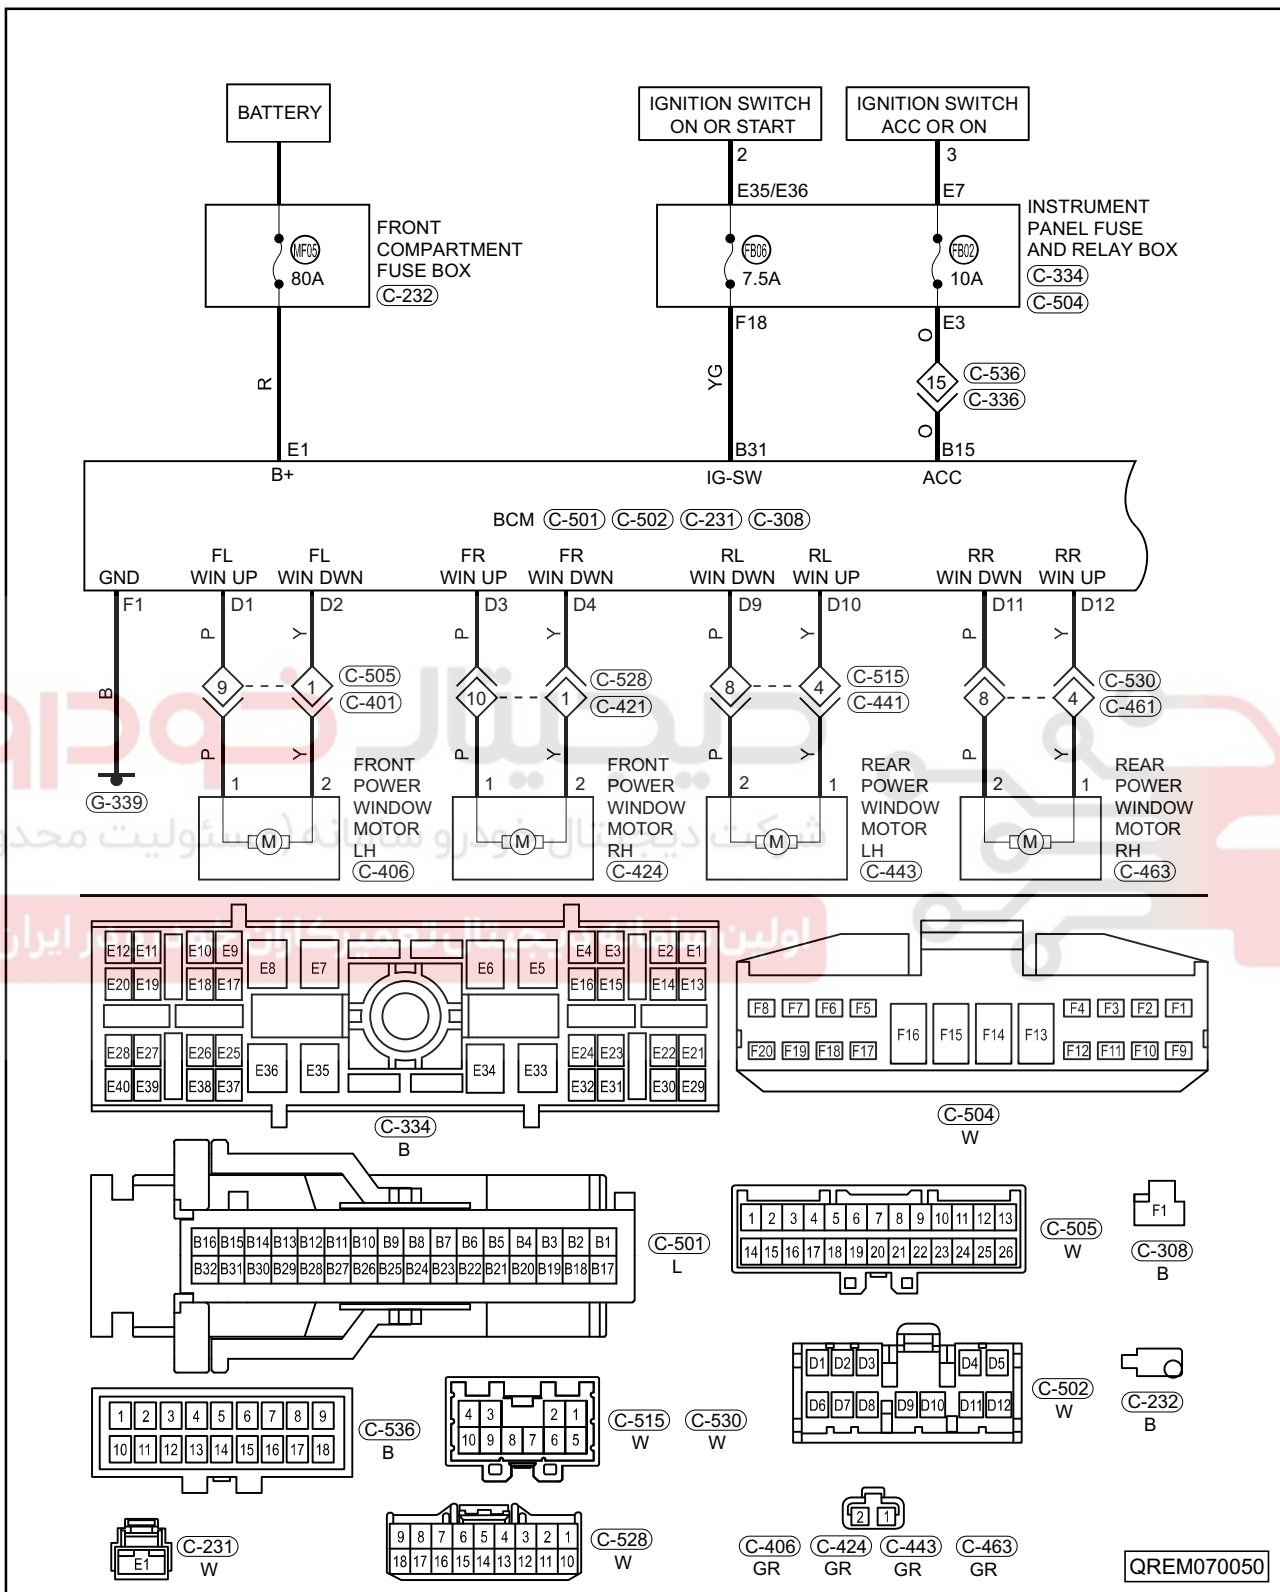 BATTERY
IGNITION SWITCH
ON OR START
IGNITION SWITCH
ACC OR ON
2
3
E35/E36
E7
MF05
80A
FRONT
COMPARTMENT
FUSE BOX
C-232
FB06
7.5A
FB02
10A
INSTRUMENT
PANEL FUSE
AND RELAY BOX
C-334
C-504
F18
E3
R
YG
O
15
C-536
C-336
O
E1
B31
B15
B+
IG-SW
ACC
BCM C-501 C-502 C-231 C-308
GND
FL
WIN UP
FL
WIN DWN
FR
WIN UP
FR
WIN DWN
RL
WIN DWN
RL
WIN UP
RR
WIN DWN
RR
WIN UP
F1 D1 D2 D3 D4 D9 D10 D11 D12
B P Y P Y P Y P Y
9 1 C-505
C-401
10 1 C-528
C-421
8 4 C-515
C-441
8 4 C-530
C-461
P Y P Y P Y P Y
1 2 1 2 2 1 2 1
G-339
M
FRONT
POWER
WINDOW
MOTOR
LH
C-406
M
FRONT
POWER
WINDOW
MOTOR
RH
C-424
M
REAR
POWER
WINDOW
MOTOR
LH
C-443
M
REAR
POWER
WINDOW
MOTOR
RH
C-463
دیجیتال خودرو
شرکت دیجیتال خودرو سامانه (مسئولیت محدود
اولین سامانه دیجیتال تعمیرکاران خودرو در ایران
E12 E11 E10 E9 E8 E7 E6 E5 E4 E3 E2 E1
E20 E19 E18 E17 E16 E15 E14 E13
E28 E27 E26 E25 E36 E35 E34 E33 E24 E23 E22 E21
E40 E39 E38 E37 E32 E31 E30 E29
C-334
B
F8 F7 F6 F5 F16 F15 F14 F13 F4 F3 F2 F1
F20 F19 F18 F17 F12 F11 F10 F9
C-504
W
B16 B15 B14 B13 B12 B11 B10 B9 B8 B7 B6 B5 B4 B3 B2 B1
B32 B31 B30 B29 B28 B27 B26 B25 B24 B23 B22 B21 B20 B19 B18 B17
C-501
L
1 2 3 4 5 6 7 8 9 10 11 12 13
14 15 16 17 18 19 20 21 22 23 24 25 26
C-505
W
F1
C-308
B
D1 D2 D3 D4 D5
D6 D7 D8 D9 D10 D11 D12
C-502
W
C-232
B
1 2 3 4 5 6 7 8 9
10 11 12 13 14 15 16 17 18
C-536
B
4 3 2 1
10 9 8 7 6 5
C-515
W
C-530
W
E1
C-231
W
9 8 7 6 5 4 3 2 1
18 17 16 15 14 13 12 11 10
C-528
W
2 1
C-406
GR
C-424
GR
C-443
GR
C-463
GR
QREM070050